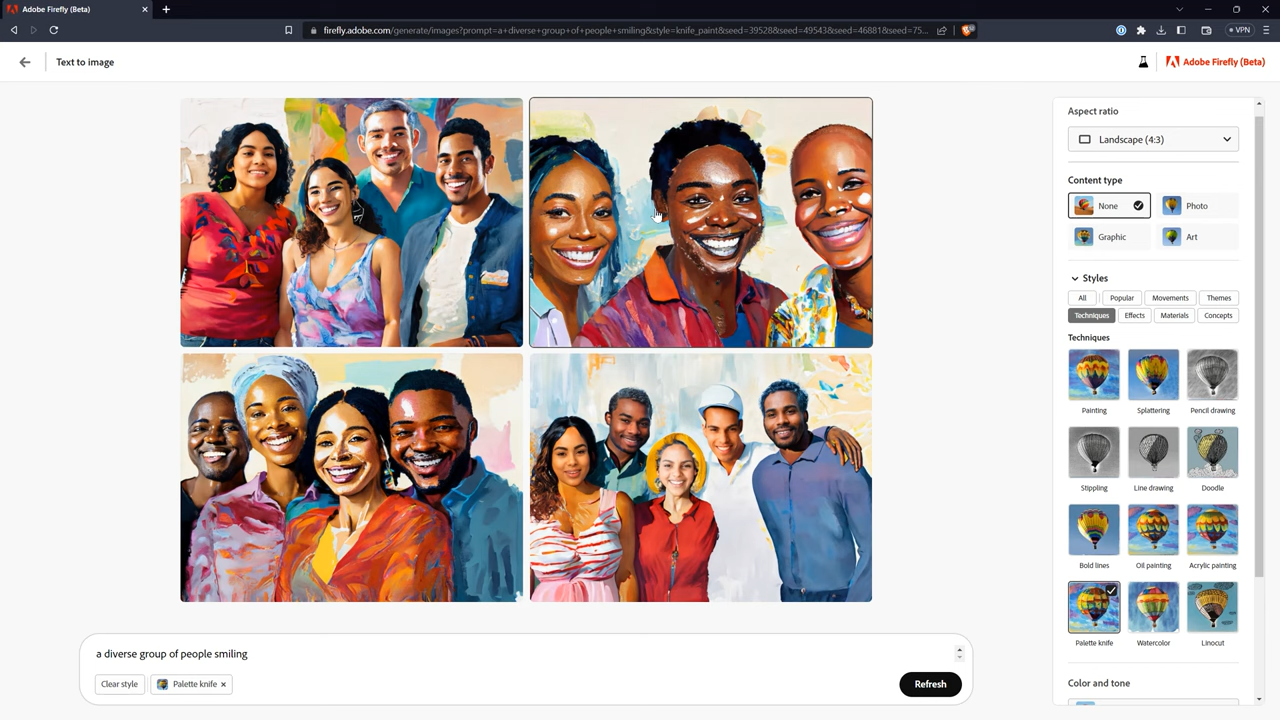 Adobe Firefly (Beta)
firefly.adobe.com/generate/images?prompt=a+diverse+group+of+people+smiling&style=knife_paint&seed=39528&seed=49543&seed=46881&seed=75...
VPN
Text to image
Adobe Firefly (Beta)
Aspect ratio
Landscape (4:3)
Content type
None
Photo
Graphic
Art
Styles
All
Popular
Movements
Themes
Techniques
Effects
Materials
Concepts
Techniques
Painting
Splattering
Pencil drawing
Stippling
Line drawing
Doodle
Bold lines
Oil painting
Acrylic painting
Palette knife
Watercolor
Linocut
Color and tone
a diverse group of people smiling
Clear style
Palette knife
Refresh